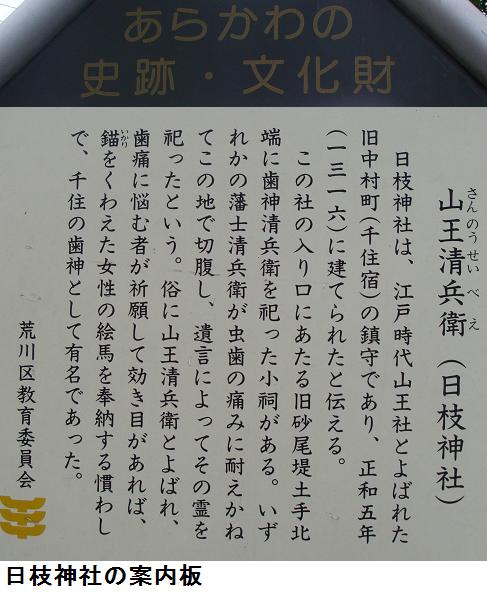 あらかわの
史跡・文化財
山王清兵衛（日枝神社）
さんのうせいべえ
日枝神社は、江戸時代山王社とよばれた
旧中村町（千住宿）の鎮守であり、正和五年
（一三一六）に建てられたと伝える。
この社の入り口にあたる旧砂尾堤土手北
端に歯神清兵衛を祀った小祠がある。いず
れかの藩士清兵衛が虫歯の痛みに耐えかね
てこの地で切腹し、遺言によってその霊を
祀ったという。俗に山王清兵衛とよばれ、
歯痛に悩む者が祈願して効き目があれば、
錨をくわえた女性の絵馬を奉納する慣わし
いかり
で、千住の歯神として有名であった。
荒川区教育委員会
日枝神社の案内板